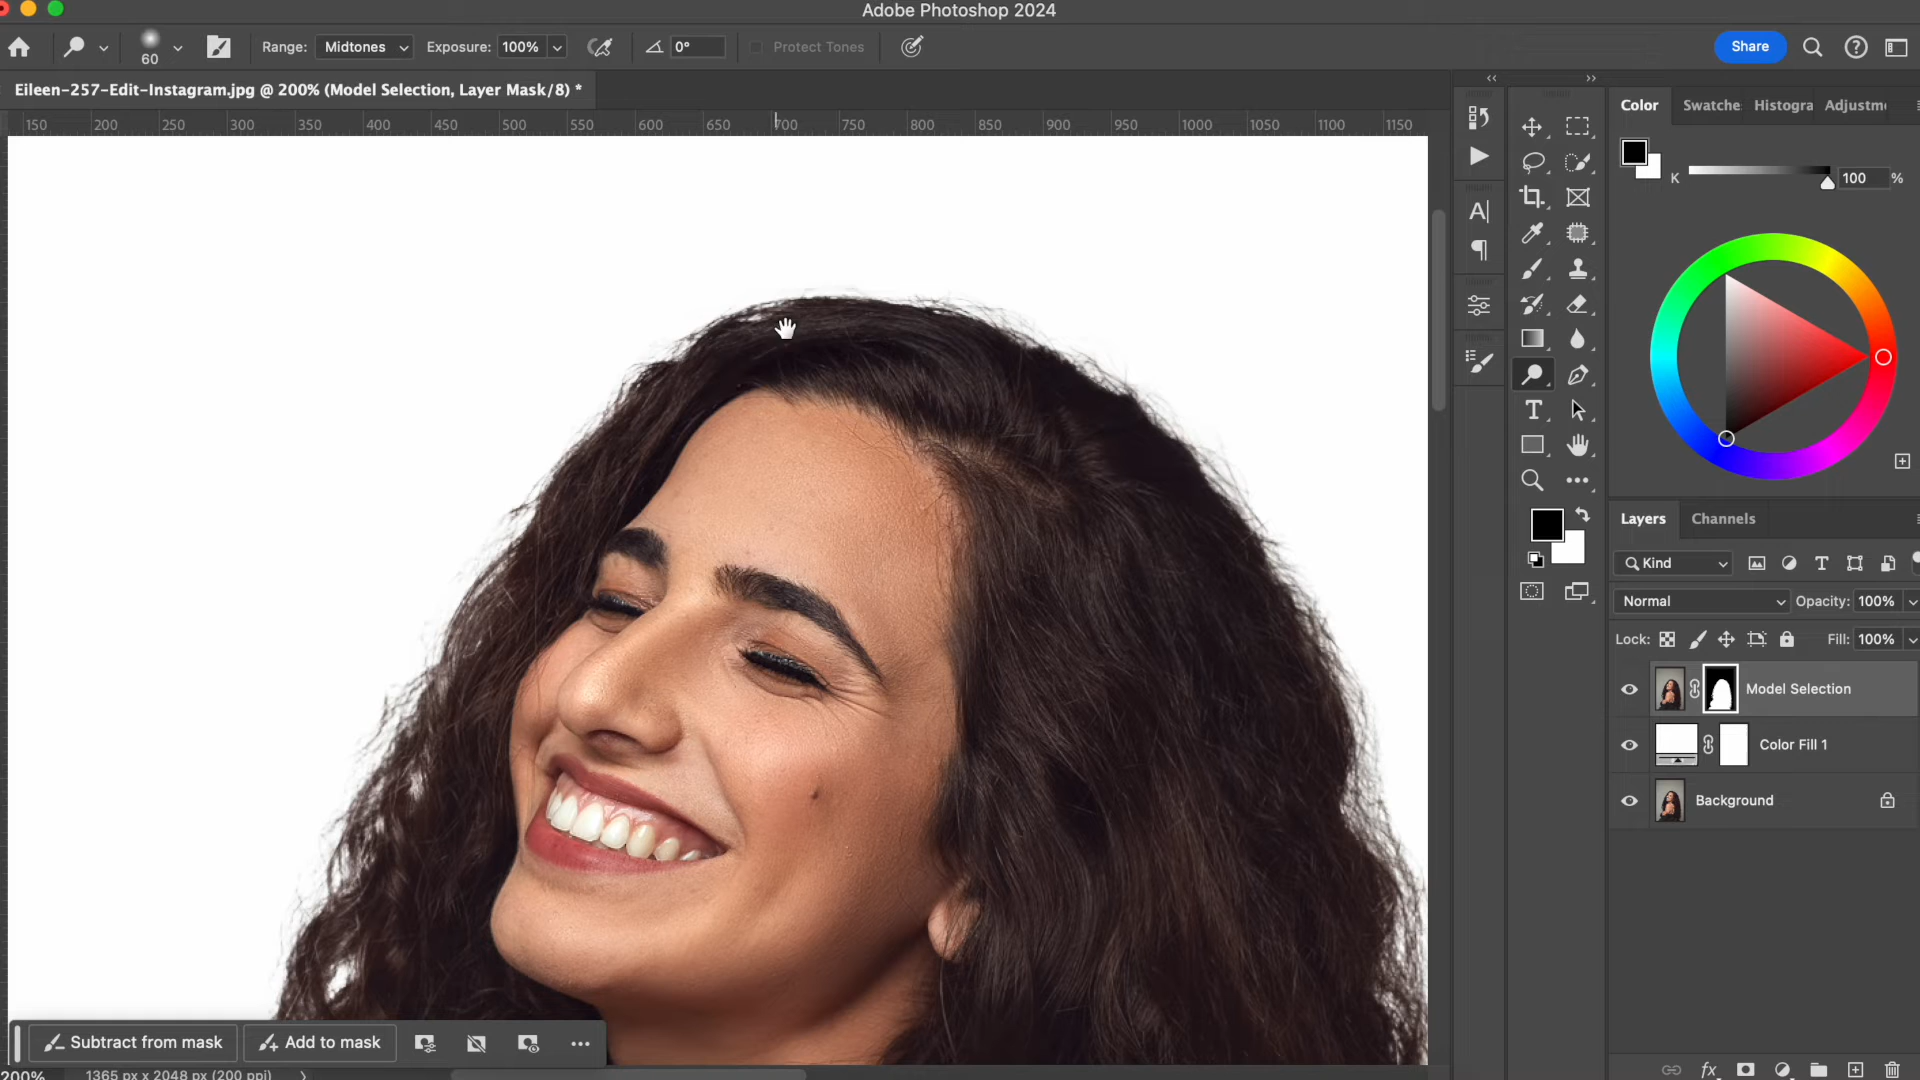 Adobe Photoshop 2024
60
Range: Midtones Exposure: 100% 0° Protect Tones Share
Eileen-257-Edit-Instagram.jpg @ 200% (Model Selection, Layer Mask/8) *
150 200 250 300 350 400 450 500 550 600 650 700 750 800 850 900 950 1000 1050 1100 1150
Color Swatche Histogra Adjustm
K 100 %
Layers Channels
Kind
Normal Opacity: 100%
Lock: Fill: 100%
Model Selection
Color Fill 1
Background
Subtract from mask Add to mask
200% 1365 px x 2048 px (200 ppi)
fx